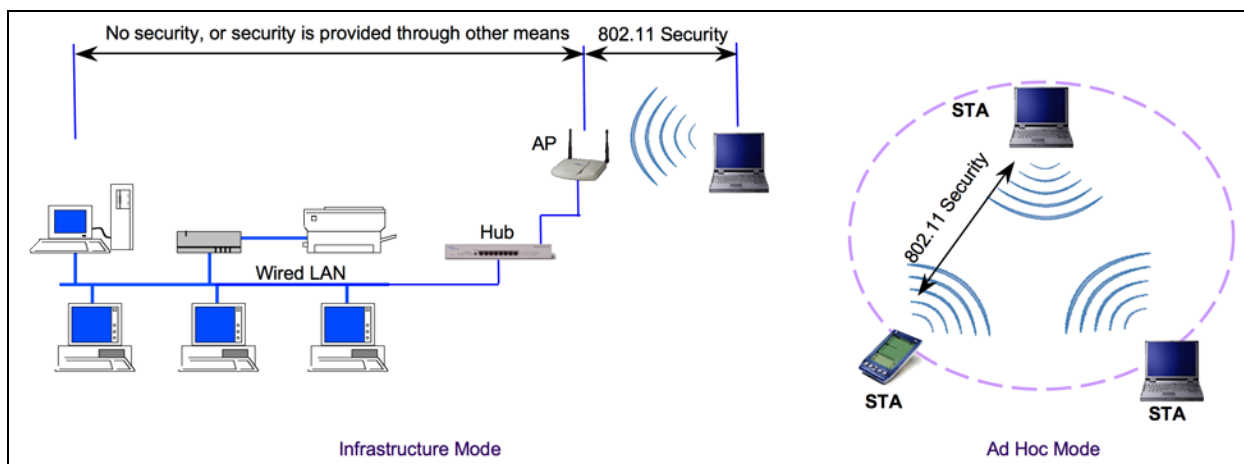 No security, or security is provided through other means
802.11 Security
AP
Hub
Wired LAN
Infrastructure Mode
STA
802.11 Security
STA
STA
Ad Hoc Mode